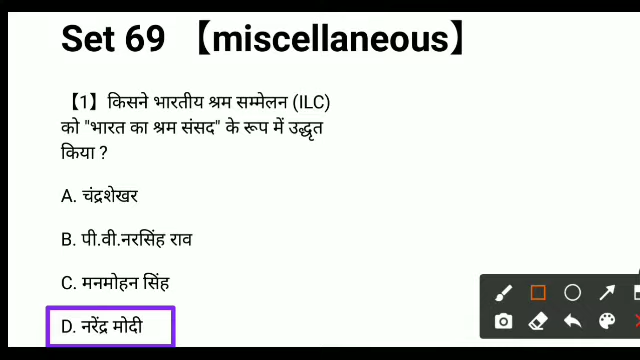 Set 69 【miscellaneous】
【1】किसने भारतीय श्रम सम्मेलन (ILC)
को "भारत का श्रम संसद" के रूप में उद्धृत
किया ?
A. चंद्रशेखर
B. पी.वी.नरसिंह राव
C. मनमोहन सिंह
D. नरेंद्र मोदी